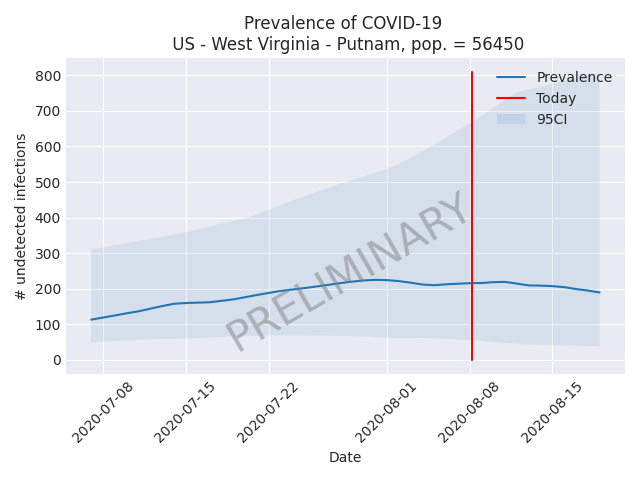 Prevalence of COVID-19
US - West Virginia - Putnam, pop. = 56450
800
700
600
500
400
300
200
100
0
# undetected infections
Prevalence
Today
95CI
PRELIMINARY
2020-07-08
2020-07-15
2020-07-22
2020-08-01
2020-08-08
2020-08-15
Date